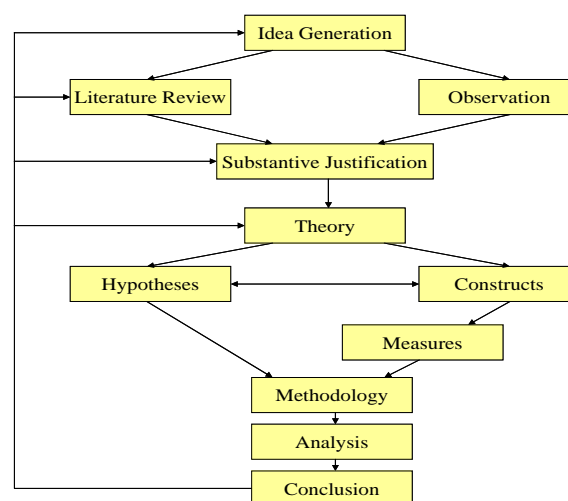 Idea Generation
Literature Review
Observation
Substantive Justification
Theory
Hypotheses
Constructs
Measures
Methodology
Analysis
Conclusion